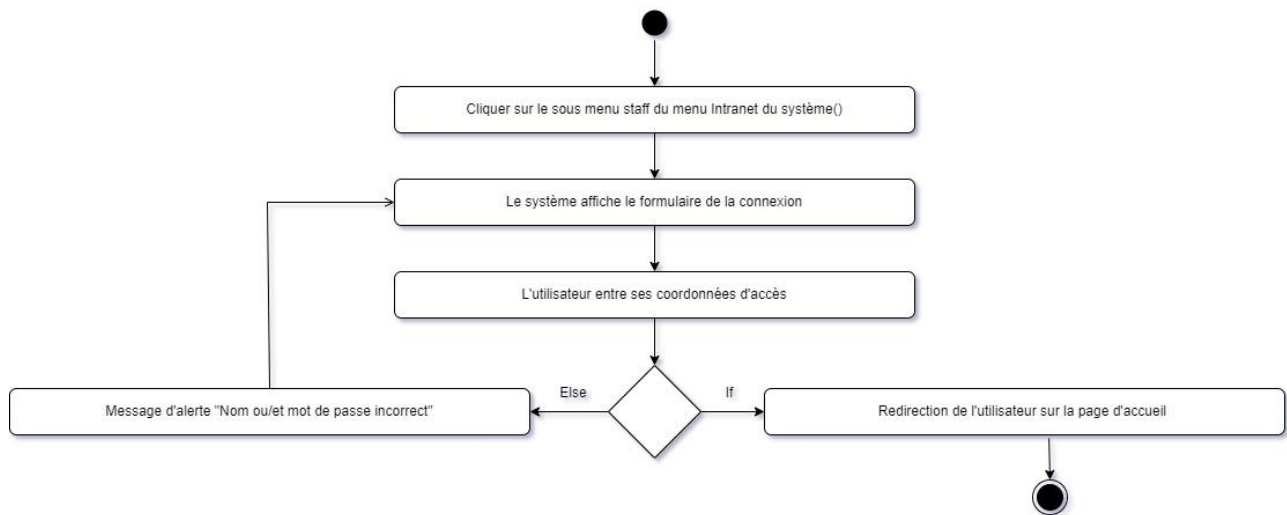 Cliquer sur le sous menu staff du menu Intranet du système()
Le système affiche le formulaire de la connexion
L'utilisateur entre ses coordonnées d'accès
Else
If
Message d'alerte "Nom ou/et mot de passe incorrect"
Redirection de l'utilisateur sur la page d'accueil